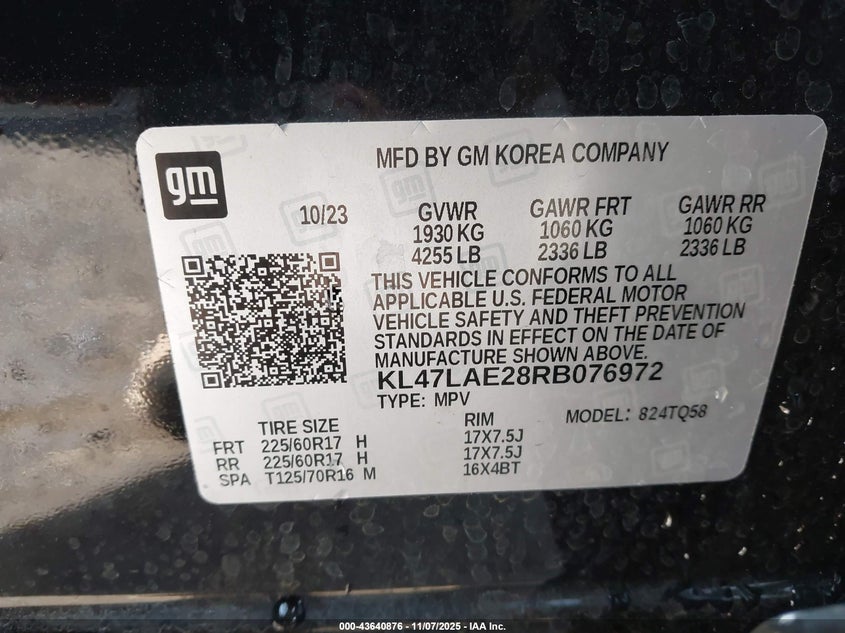 gm
MFD BY GM KOREA COMPANY
10/23
GVWR GAWR FRT GAWR RR
1930 KG 1060 KG 1060 KG
4255 LB 2336 LB 2336 LB
THIS VEHICLE CONFORMS TO ALL
APPLICABLE U.S. FEDERAL MOTOR
VEHICLE SAFETY AND THEFT PREVENTION
STANDARDS IN EFFECT ON THE DATE OF
MANUFACTURE SHOWN ABOVE.
KL47LAE28RB076972
TYPE: MPV
MODEL: 824TQ58
TIRE SIZE RIM
FRT 225/60R17 H 17X7.5J
RR 225/60R17 H 17X7.5J
SPA T125/70R16 M 16X4BT
000-43640876 - 11/07/2025 - IAA Inc.